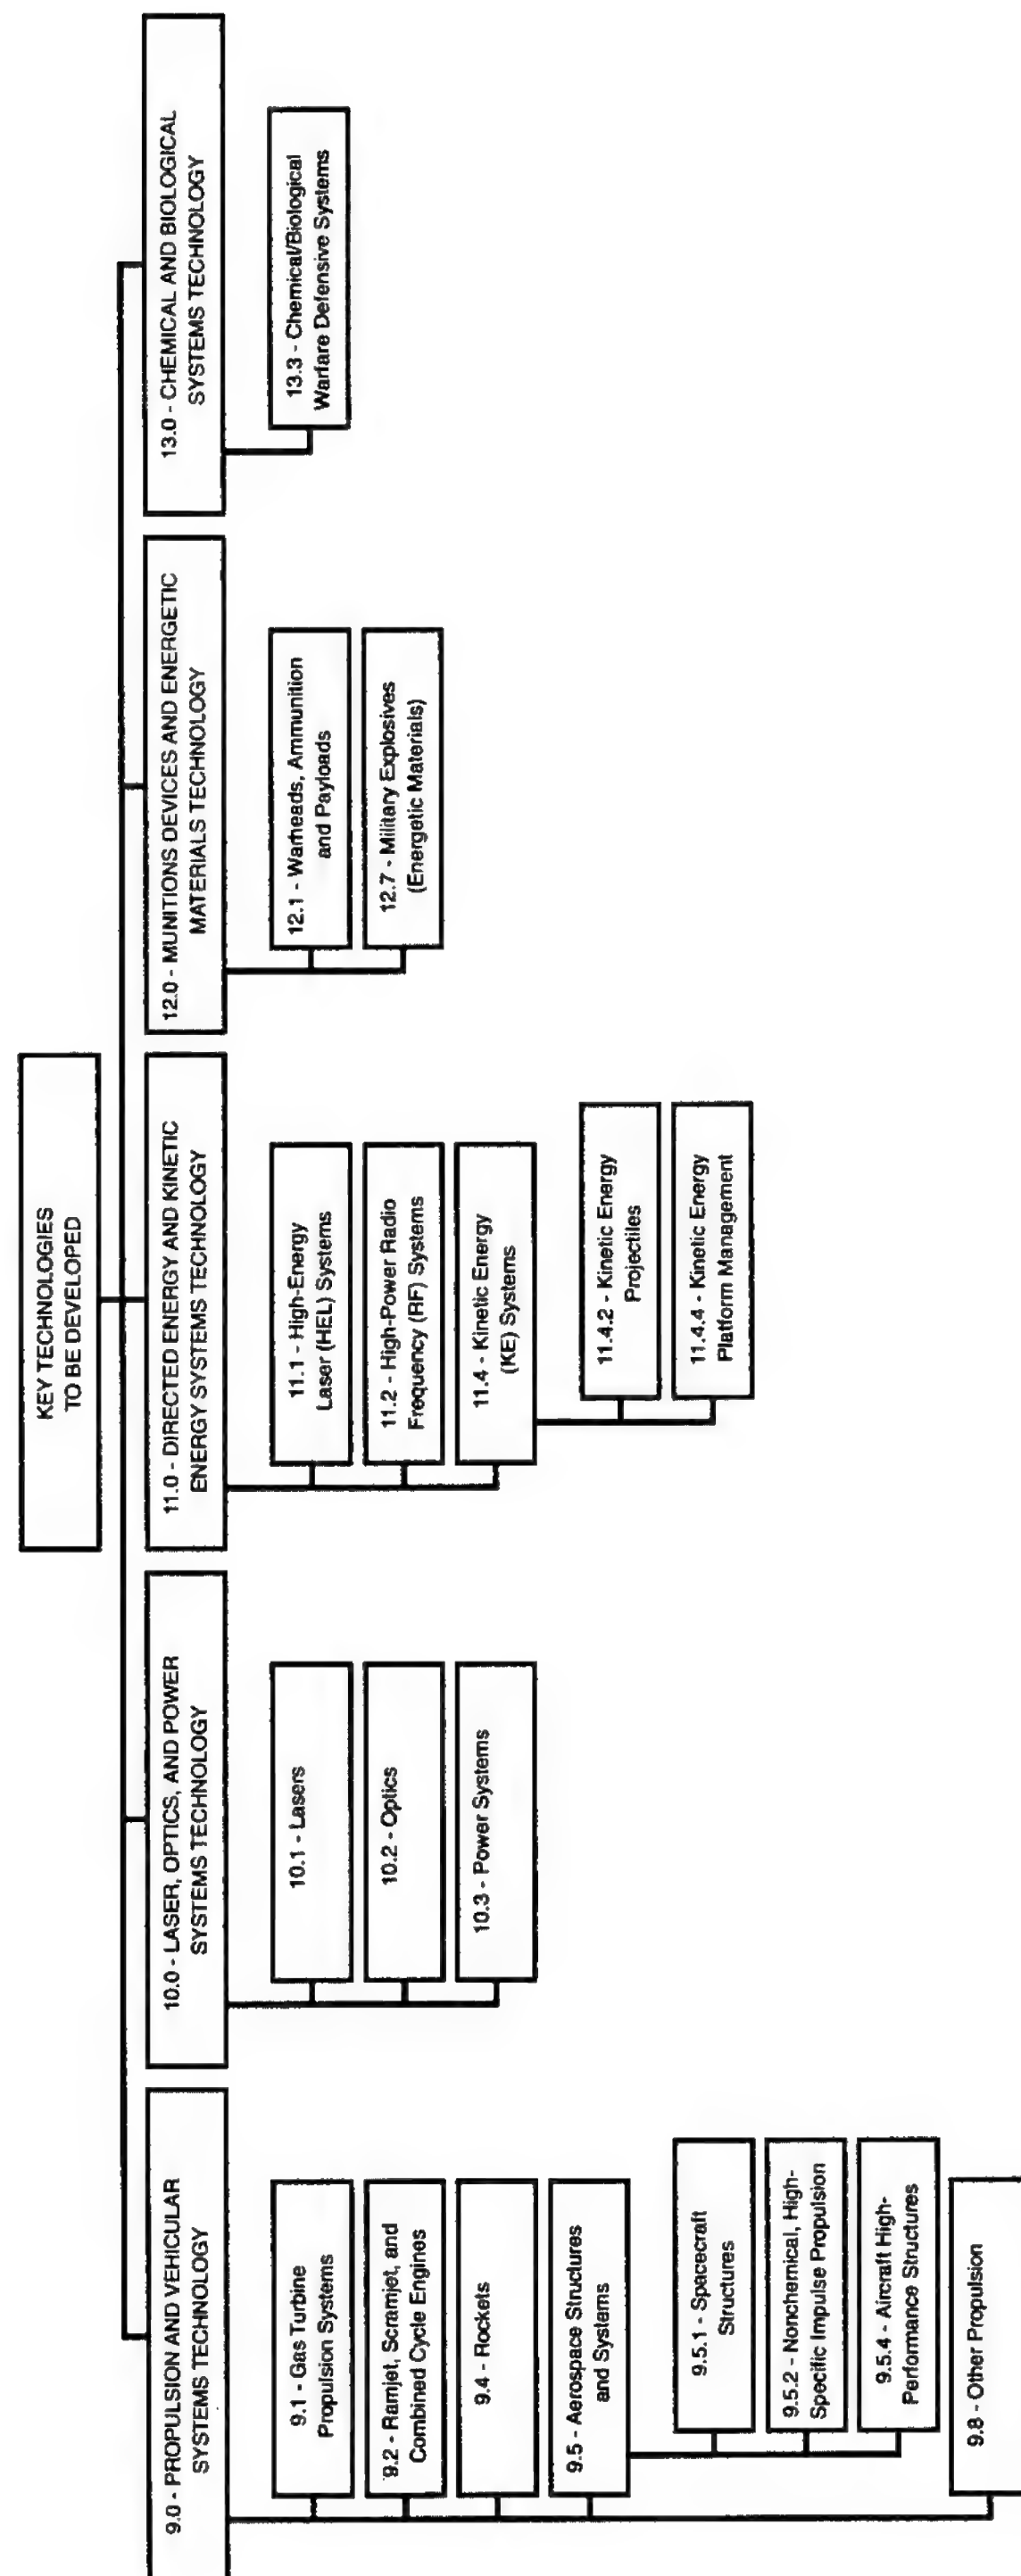 KEY TECHNOLOGIES
TO BE DEVELOPED
9.0 - PROPULSION AND VEHICULAR
SYSTEMS TECHNOLOGY
9.1 - Gas Turbine
Propulsion Systems
9.2 - Ramjet, Scramjet, and
Combined Cycle Engines
9.4 - Rockets
9.5 - Aerospace Structures
and Systems
9.5.1 - Spacecraft
Structures
9.5.2 - Nonchemical, High-
Specific Impulse Propulsion
9.5.4 - Aircraft High-
Performance Structures
9.8 - Other Propulsion
10.0 - LASER, OPTICS, AND POWER
SYSTEMS TECHNOLOGY
10.1 - Lasers
10.2 - Optics
10.3 - Power Systems
11.0 - DIRECTED ENERGY AND KINETIC
ENERGY SYSTEMS TECHNOLOGY
11.1 - High-Energy
Laser (HEL) Systems
11.2 - High-Power Radio
Frequency (RF) Systems
11.4 - Kinetic Energy
(KE) Systems
11.4.2 - Kinetic Energy
Projectiles
11.4.4 - Kinetic Energy
Platform Management
12.0 - MUNITIONS DEVICES AND ENERGETIC
MATERIALS TECHNOLOGY
12.1 - Warheads, Ammunition
and Payloads
12.7 - Military Explosives
(Energetic Materials)
13.0 - CHEMICAL AND BIOLOGICAL
SYSTEMS TECHNOLOGY
13.3 - Chemical/Biological
Warfare Defensive Systems